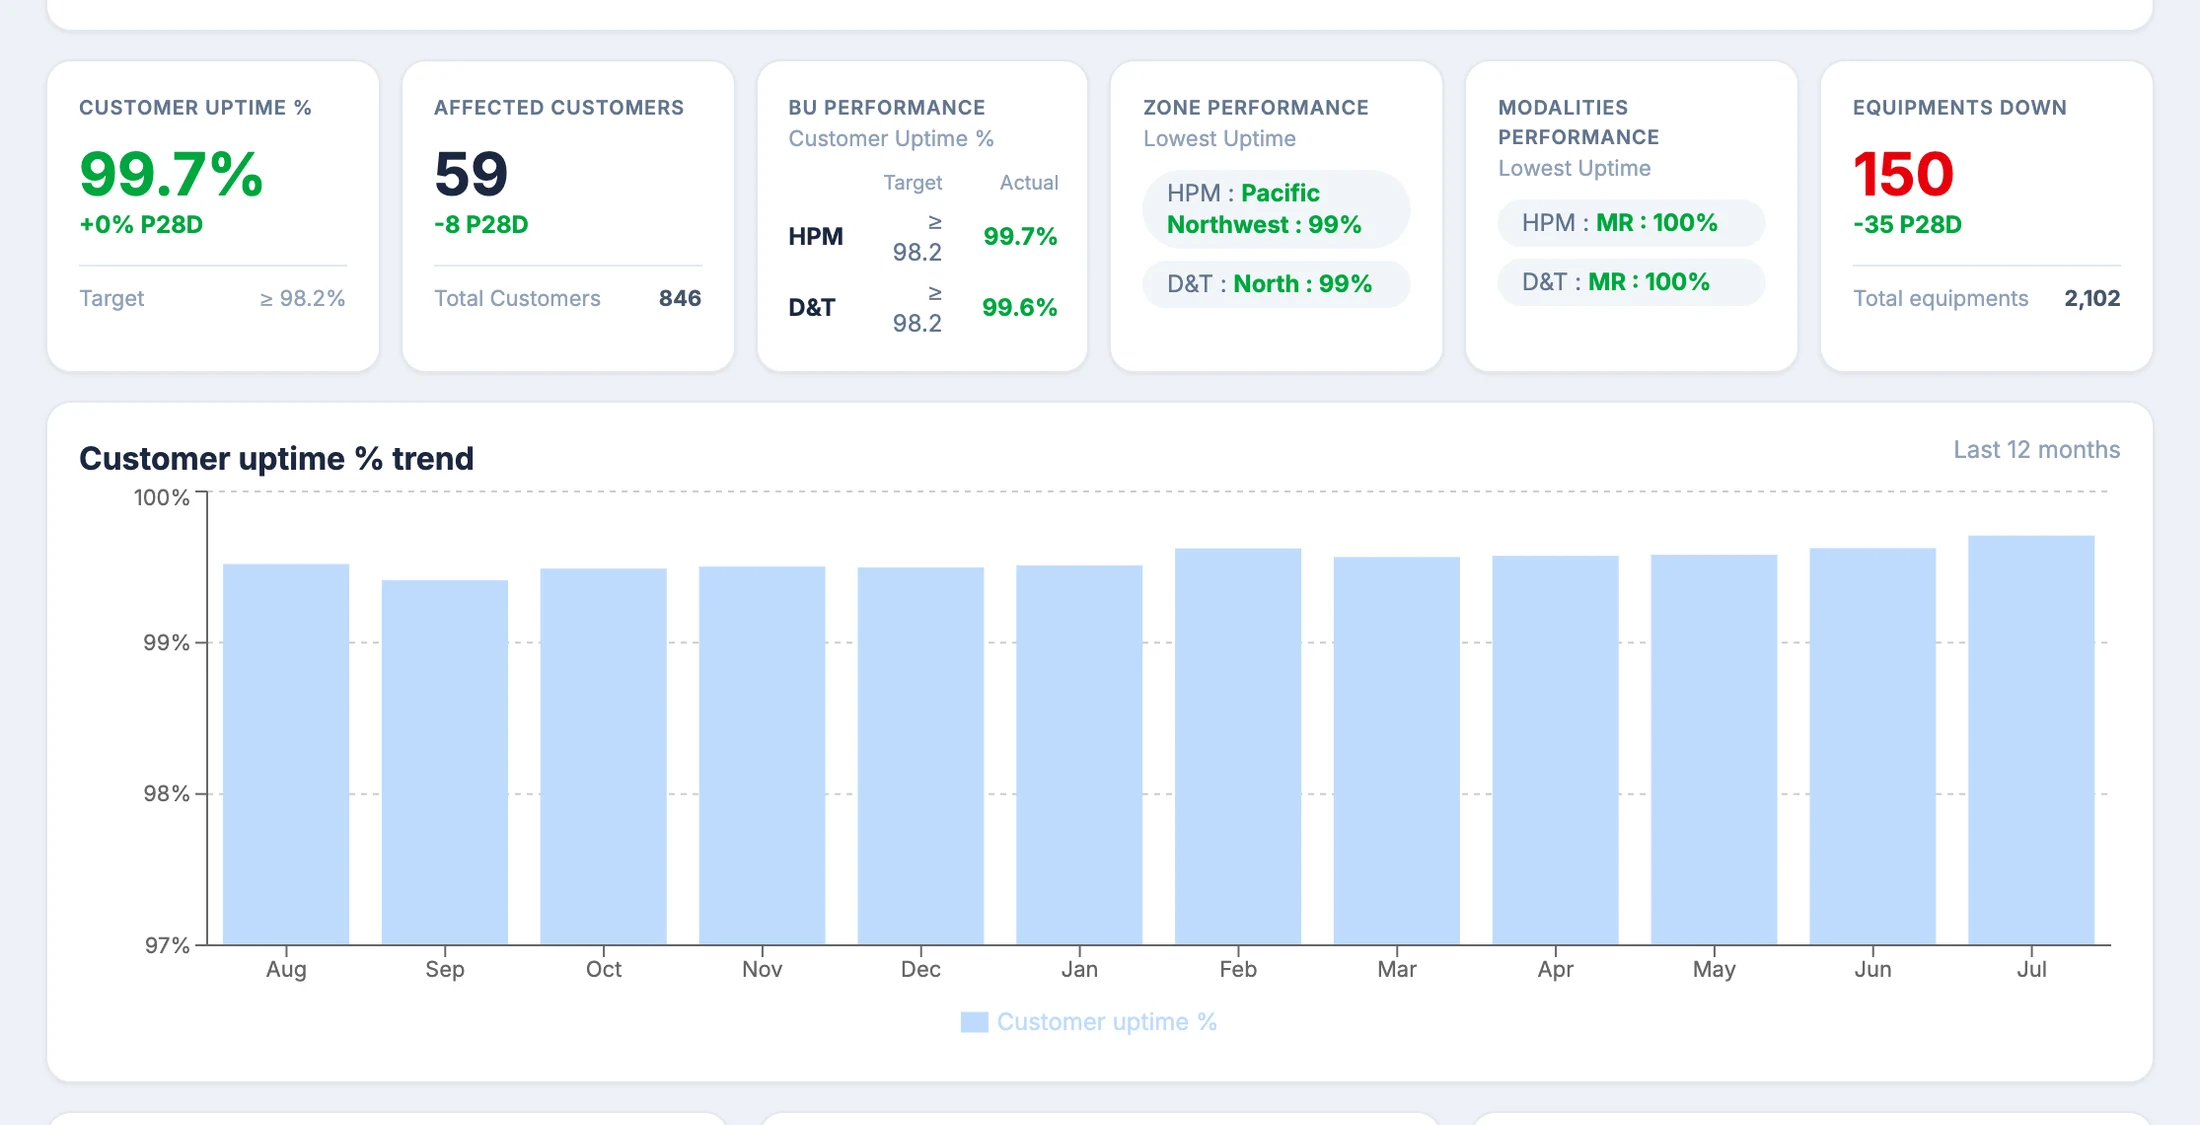 CUSTOMER UPTIME %
99.7%
+0% P28D
Target ≥ 98.2%
AFFECTED CUSTOMERS
59
-8 P28D
Total Customers 846
BU PERFORMANCE
Customer Uptime %
Target Actual
HPM ≥ 98.2 99.7%
D&T ≥ 98.2 99.6%
ZONE PERFORMANCE
Lowest Uptime
HPM : Pacific
Northwest : 99%
D&T : North : 99%
MODALITIES
PERFORMANCE
Lowest Uptime
HPM : MR : 100%
D&T : MR : 100%
EQUIPMENTS DOWN
150
-35 P28D
Total equipments 2,102
Customer uptime % trend
Last 12 months
100%
99%
98%
97%
Aug Sep Oct Nov Dec Jan Feb Mar Apr May Jun Jul
Customer uptime %